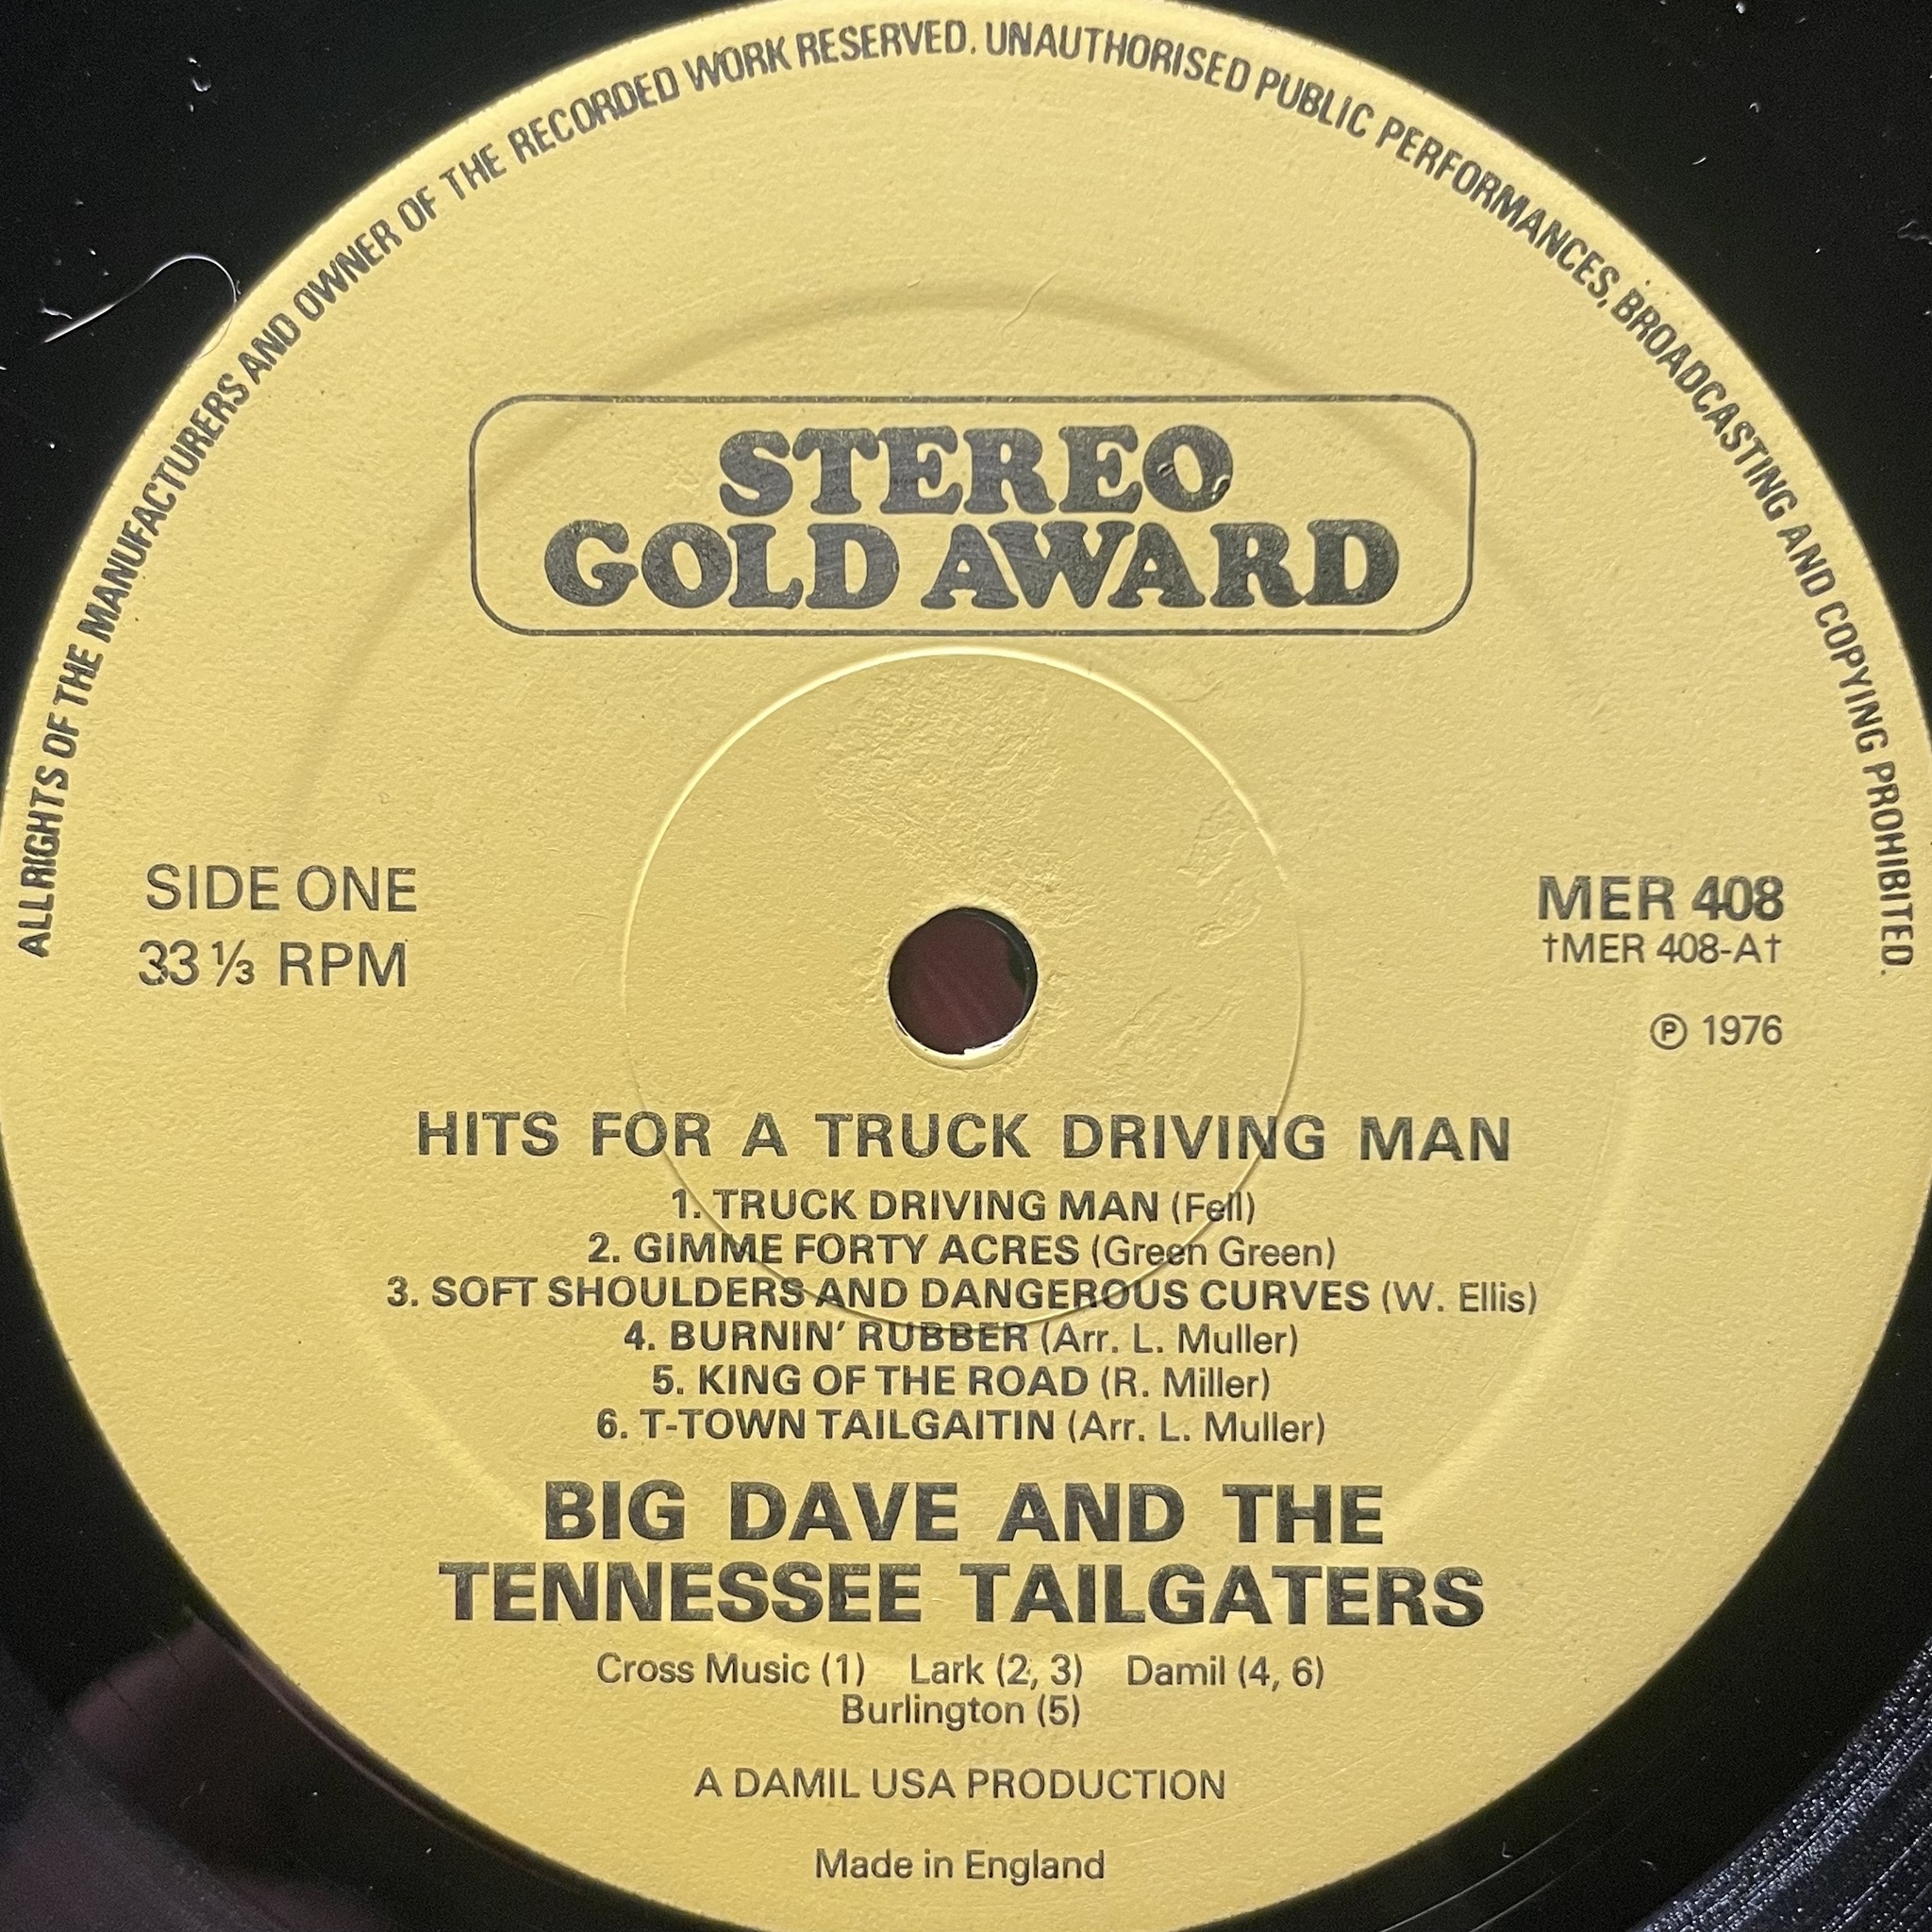 ALL RIGHTS OF THE MANUFACTURERS AND OWNER OF THE RECORDED WORK RESERVED. UNAUTHORISED PUBLIC PERFORMANCES, BROADCASTING AND COPYING PROHIBITED.
STEREO
GOLD AWARD
SIDE ONE
33 ⅓ RPM
MER 408
†MER 408-A†
℗ 1976
HITS FOR A TRUCK DRIVING MAN
1. TRUCK DRIVING MAN (Fell)
2. GIMME FORTY ACRES (Green Green)
3. SOFT SHOULDERS AND DANGEROUS CURVES (W. Ellis)
4. BURNIN' RUBBER (Arr. L. Muller)
5. KING OF THE ROAD (R. Miller)
6. T-TOWN TAILGAITIN (Arr. L. Muller)
BIG DAVE AND THE
TENNESSEE TAILGATERS
Cross Music (1) Lark (2, 3) Damil (4, 6)
Burlington (5)
A DAMIL USA PRODUCTION
Made in England